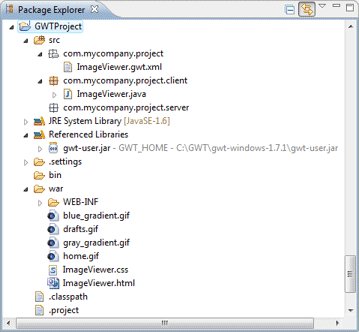 Package Explorer
GWTProject
src
com.mycompany.project
ImageViewer.gwt.xml
com.mycompany.project.client
ImageViewer.java
com.mycompany.project.server
JRE System Library [JavaSE-1.6]
Referenced Libraries
gwt-user.jar - GWT_HOME - C:\GWT\gwt-windows-1.7.1\gwt-user.jar
.settings
bin
war
WEB-INF
blue_gradient.gif
drafts.gif
gray_gradient.gif
home.gif
ImageViewer.css
ImageViewer.html
.classpath
.project